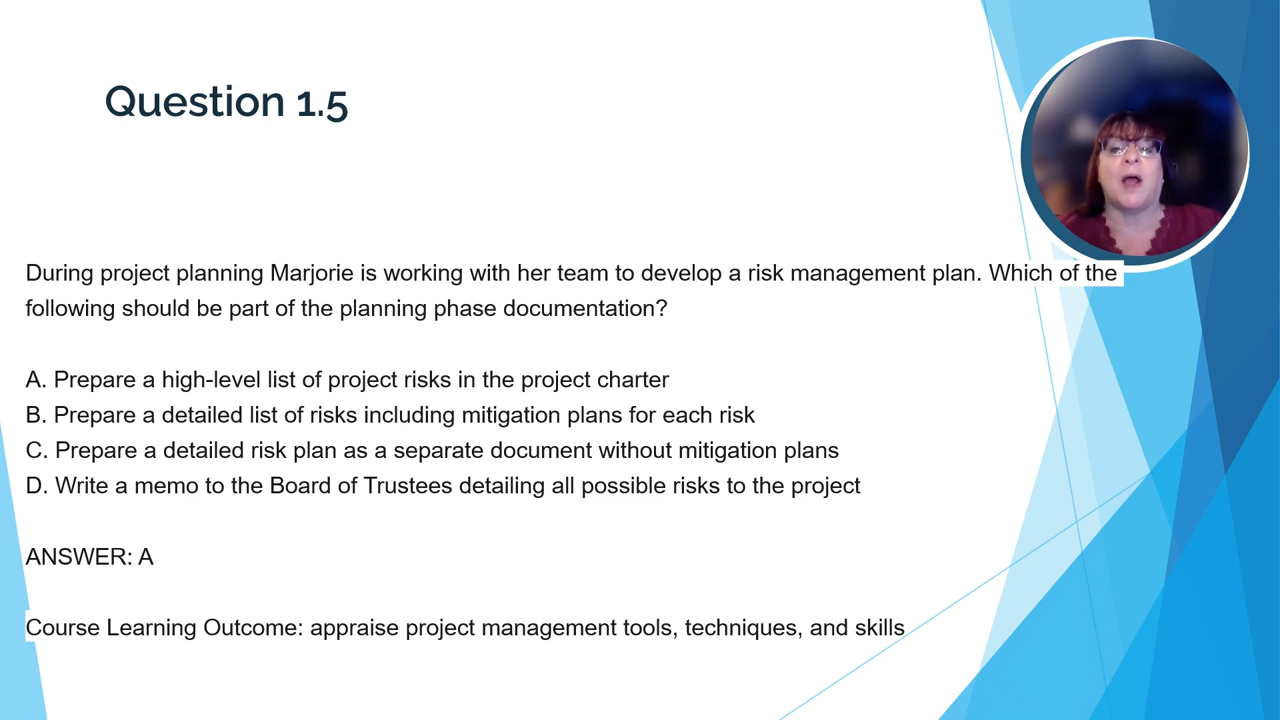 Question 1.5
During project planning Marjorie is working with her team to develop a risk management plan. Which of the
following should be part of the planning phase documentation?
A. Prepare a high-level list of project risks in the project charter
B. Prepare a detailed list of risks including mitigation plans for each risk
C. Prepare a detailed risk plan as a separate document without mitigation plans
D. Write a memo to the Board of Trustees detailing all possible risks to the project
ANSWER: A
Course Learning Outcome: appraise project management tools, techniques, and skills